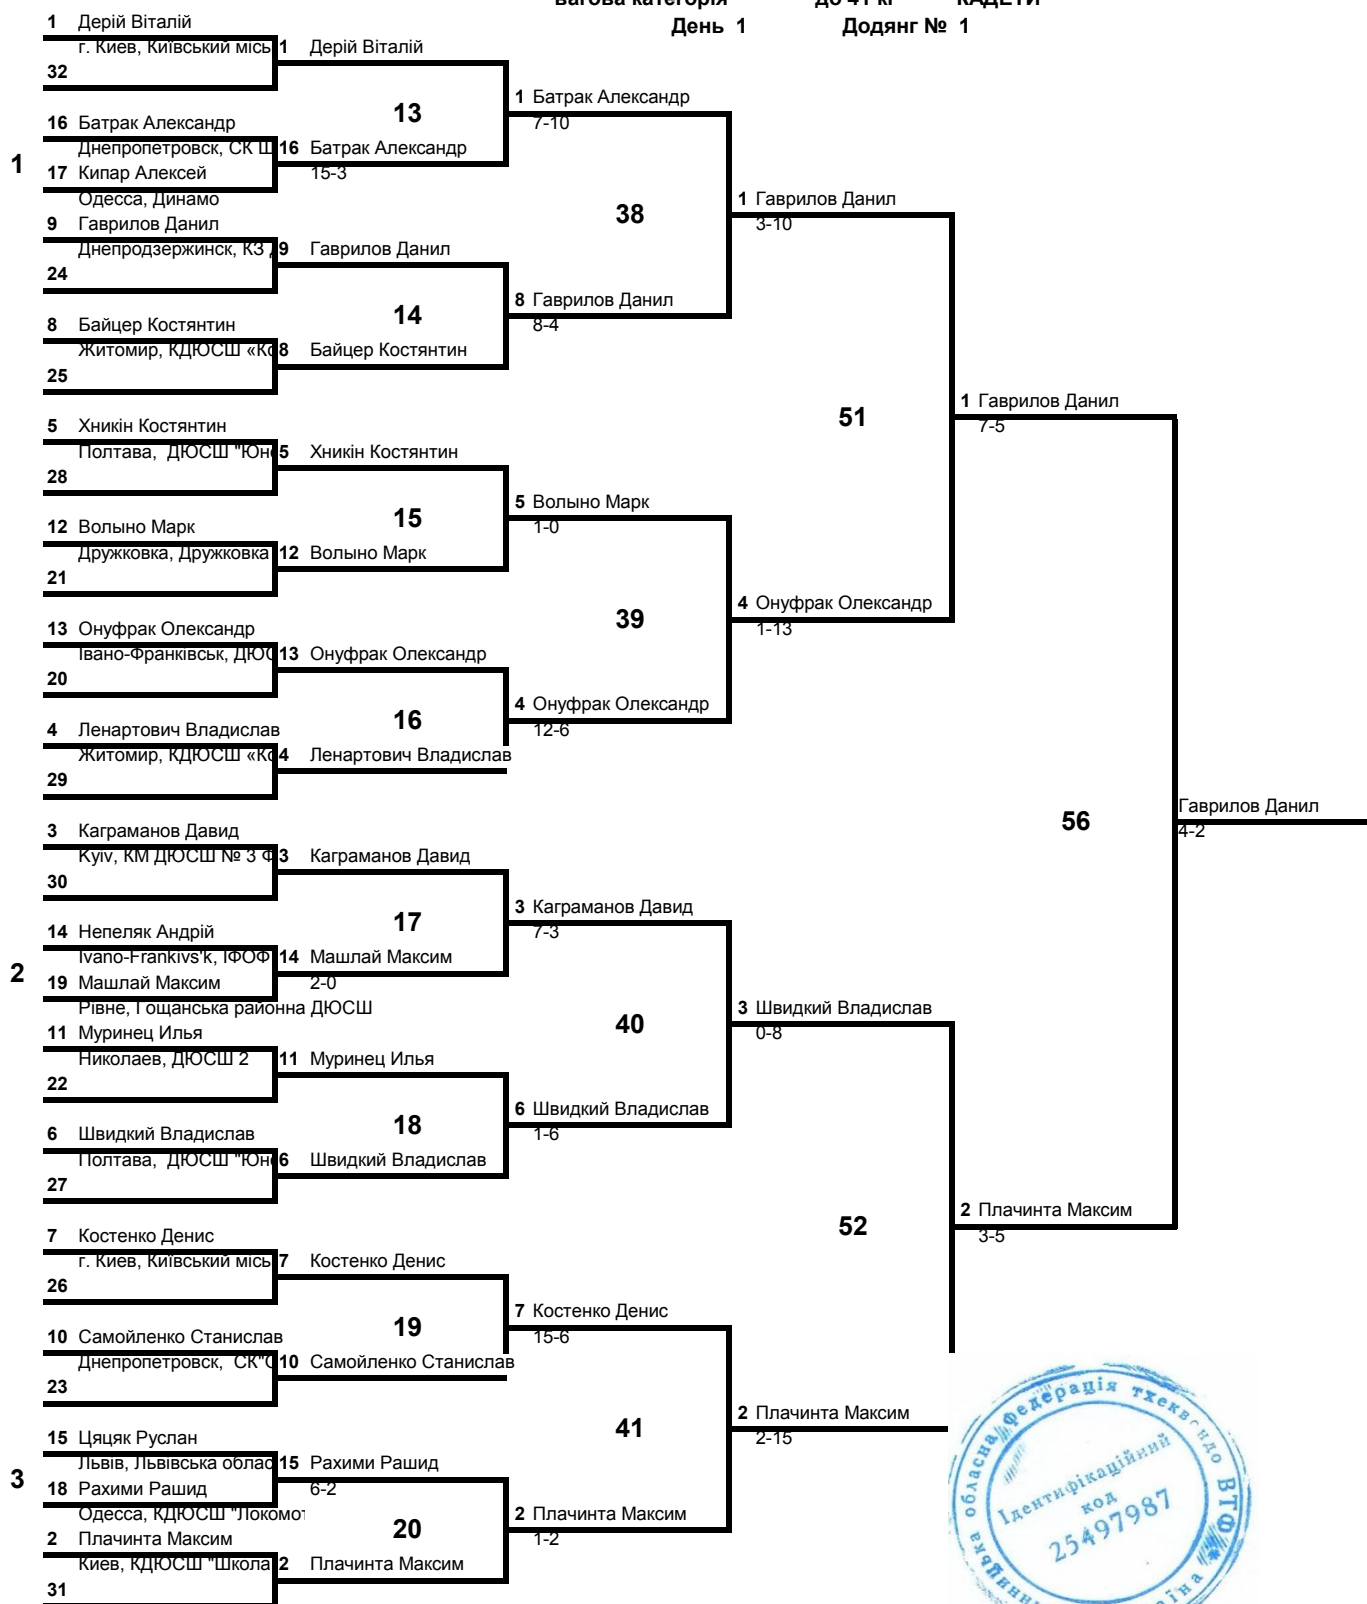 вагова категорія до 41 кг КАДЕТИ
День 1 Додянг № 1
1 Дерій Віталій
г. Киев, Київський місь
32
16 Батрак Александр
Днепропетровск, СК Ш
1
17 Кипар Алексей
Одесса, Динамо
9 Гаврилов Данил
Днепродзержинск, КЗ
24
8 Байцер Костянтин
Житомир, КДЮСШ «Ко
25
5 Хникін Костянтин
Полтава, ДЮСШ "Юн
28
12 Волыно Марк
Дружковка, Дружковка
21
13 Онуфрак Олександр
Івано-Франківськ, ДЮС
20
4 Ленартович Владислав
Житомир, КДЮСШ «Ко
29
3 Каграманов Давид
Kyiv, КМ ДЮСШ № 3 Ф
30
14 Непеляк Андрій
Ivano-Frankivs'k, ІФОФ
2
19 Машлай Максим
Рівне, Гощанська районна ДЮСШ
11 Муринец Илья
Николаев, ДЮСШ 2
22
6 Швидкий Владислав
Полтава, ДЮСШ "Юн
27
7 Костенко Денис
г. Киев, Київський місь
26
10 Самойленко Станислав
Днепропетровск, СК"С
23
15 Цяцяк Руслан
Львів, Львівська облас
3
18 Рахими Рашид
Одесса, КДЮСШ "Локомот
2 Плачинта Максим
Киев, КДЮСШ "Школа
31
1 Дерій Віталій
13
16 Батрак Александр
15-3
9 Гаврилов Данил
14
8 Байцер Костянтин
5 Хникін Костянтин
15
12 Волыно Марк
13 Онуфрак Олександр
16
4 Ленартович Владислав
3 Каграманов Давид
17
14 Машлай Максим
2-0
11 Муринец Илья
18
6 Швидкий Владислав
7 Костенко Денис
19
10 Самойленко Станислав
15 Рахими Рашид
6-2
20
2 Плачинта Максим
1 Батрак Александр
7-10
38
8 Гаврилов Данил
8-4
5 Волыно Марк
1-0
39
4 Онуфрак Олександр
12-6
3 Каграманов Давид
7-3
40
6 Швидкий Владислав
1-6
7 Костенко Денис
15-6
41
2 Плачинта Максим
1-2
1 Гаврилов Данил
3-10
51
4 Онуфрак Олександр
1-13
3 Швидкий Владислав
0-8
52
2 Плачинта Максим
2-15
1 Гаврилов Данил
7-5
56
2 Плачинта Максим
3-5
Гаврилов Данил
4-2
обласна федерація тхеквондо ВТФ
Ідентифікаційний
код
25497987